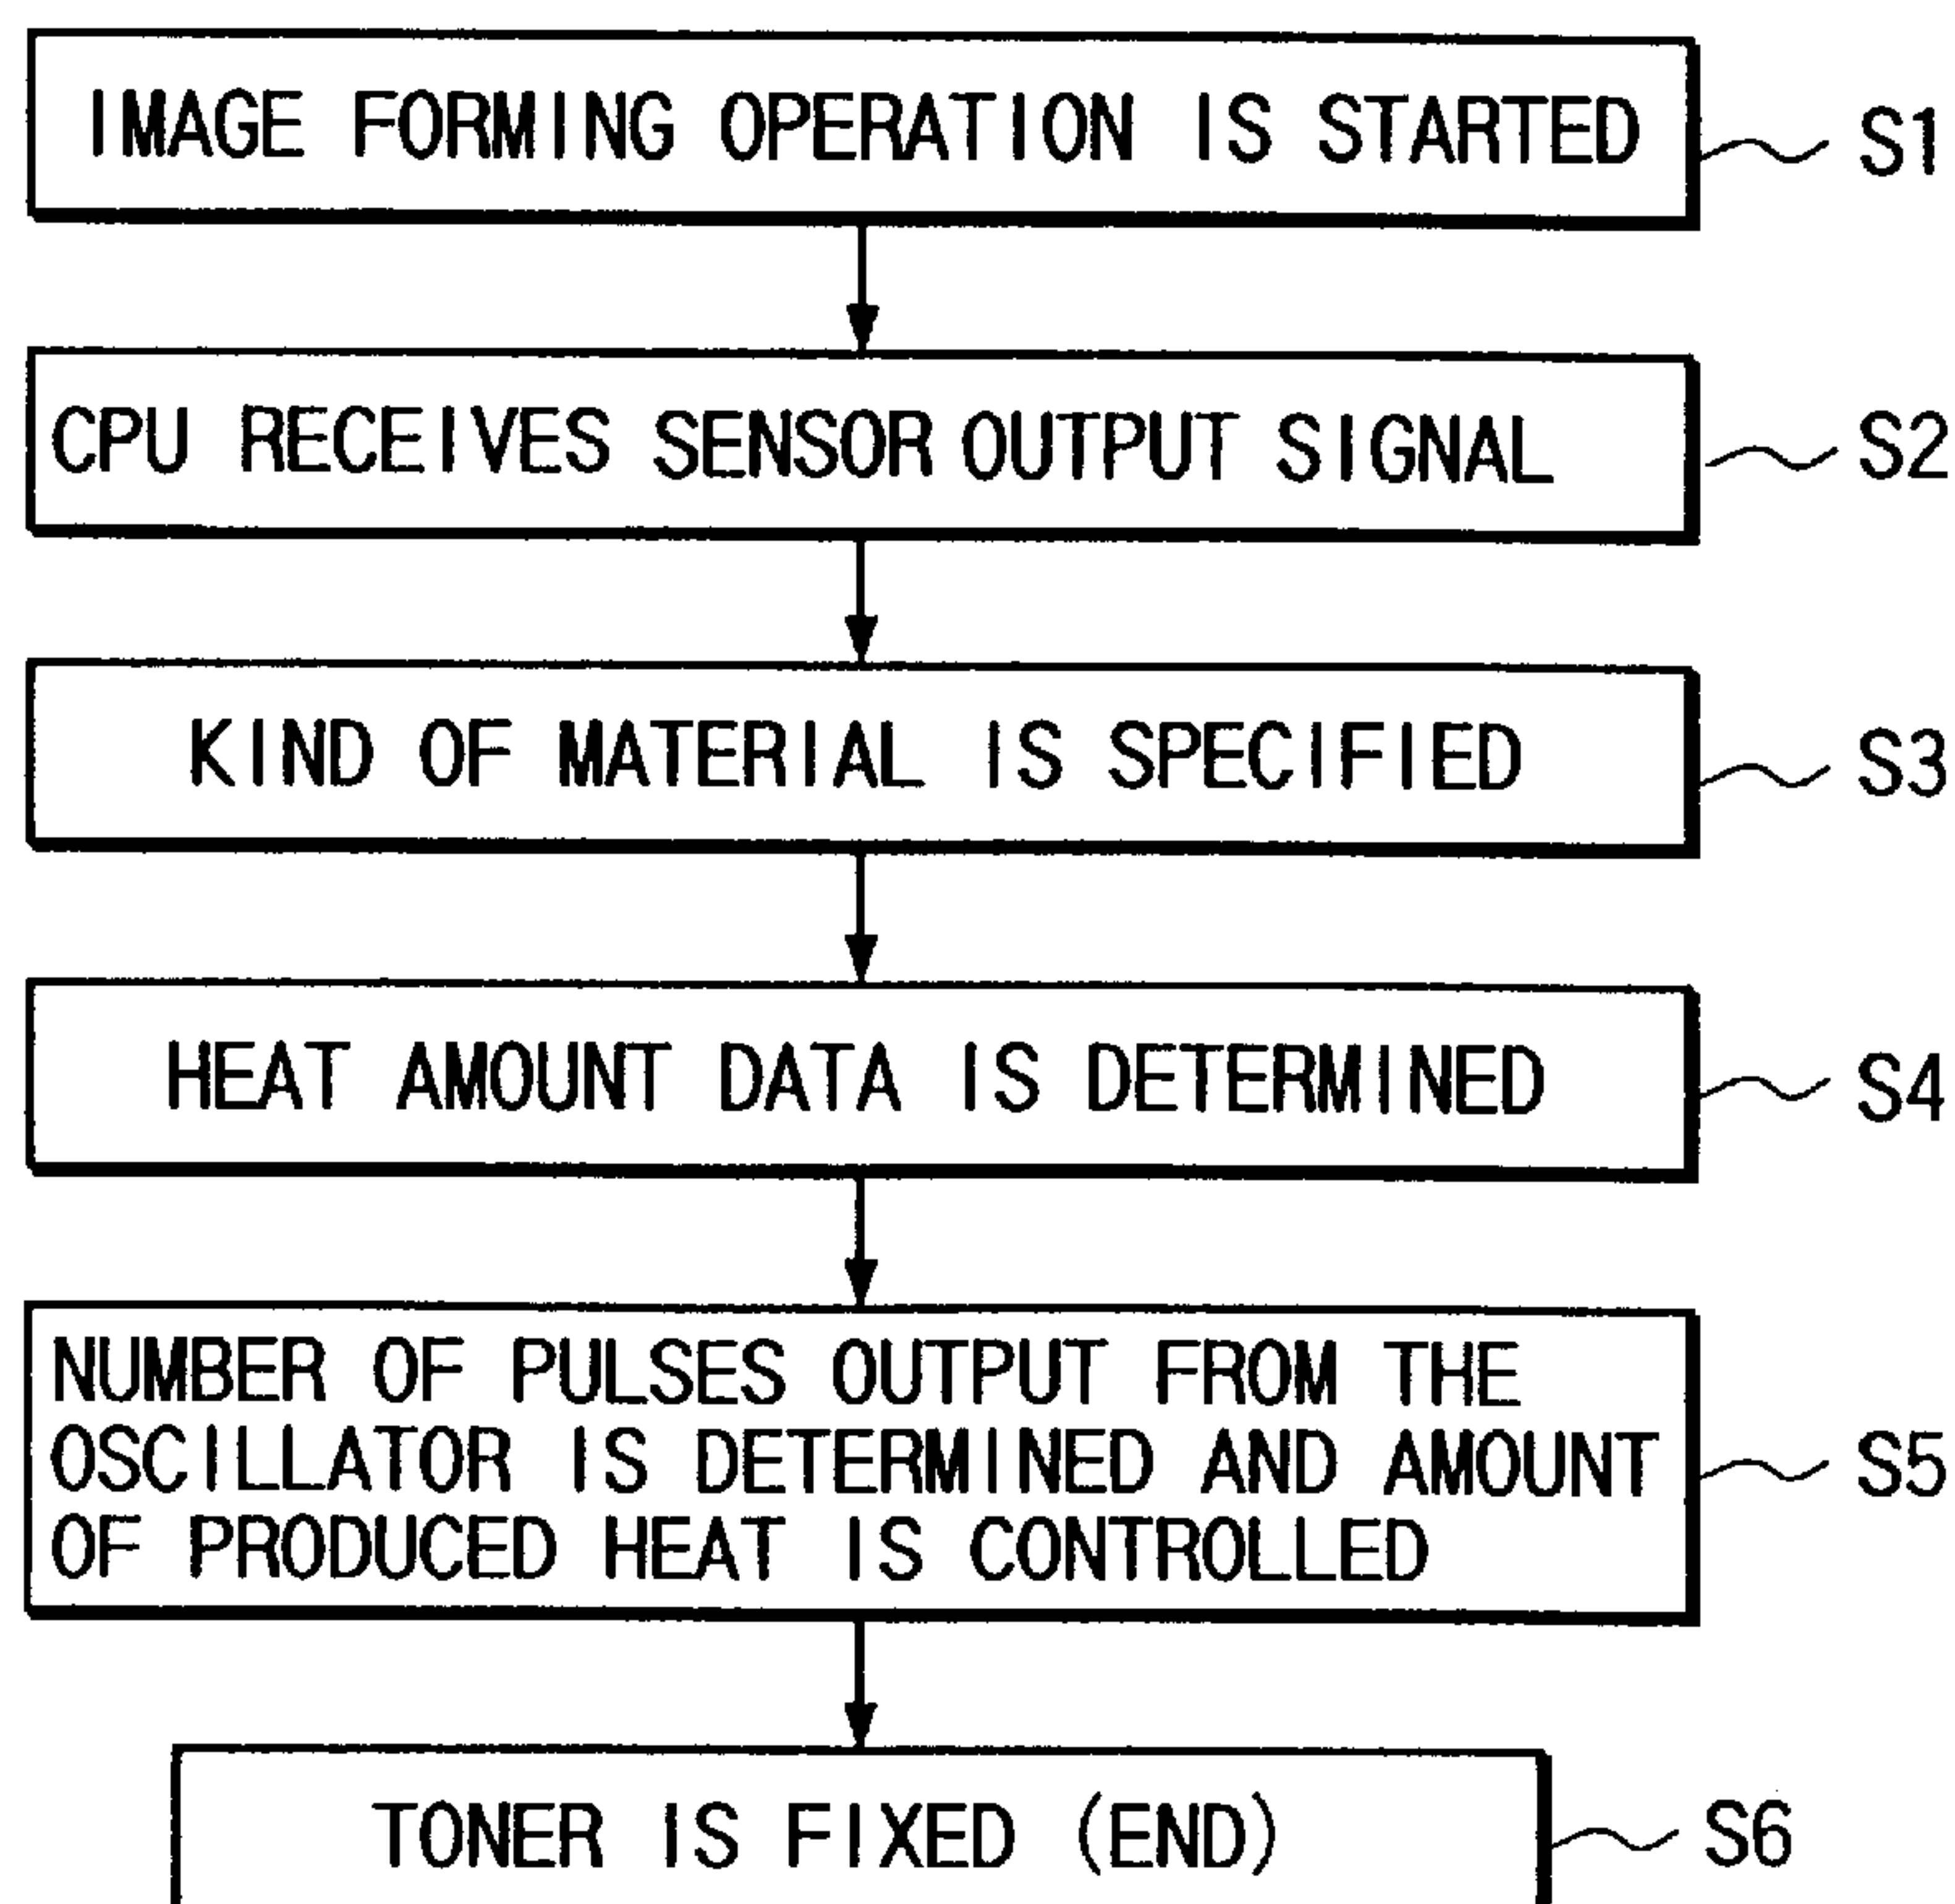 IMAGE FORMING OPERATION IS STARTED
S1
CPU RECEIVES SENSOR OUTPUT SIGNAL
S2
KIND OF MATERIAL IS SPECIFIED
S3
HEAT AMOUNT DATA IS DETERMINED
S4
NUMBER OF PULSES OUTPUT FROM THE
OSCILLATOR IS DETERMINED AND AMOUNT
OF PRODUCED HEAT IS CONTROLLED
S5
TONER IS FIXED (END)
S6